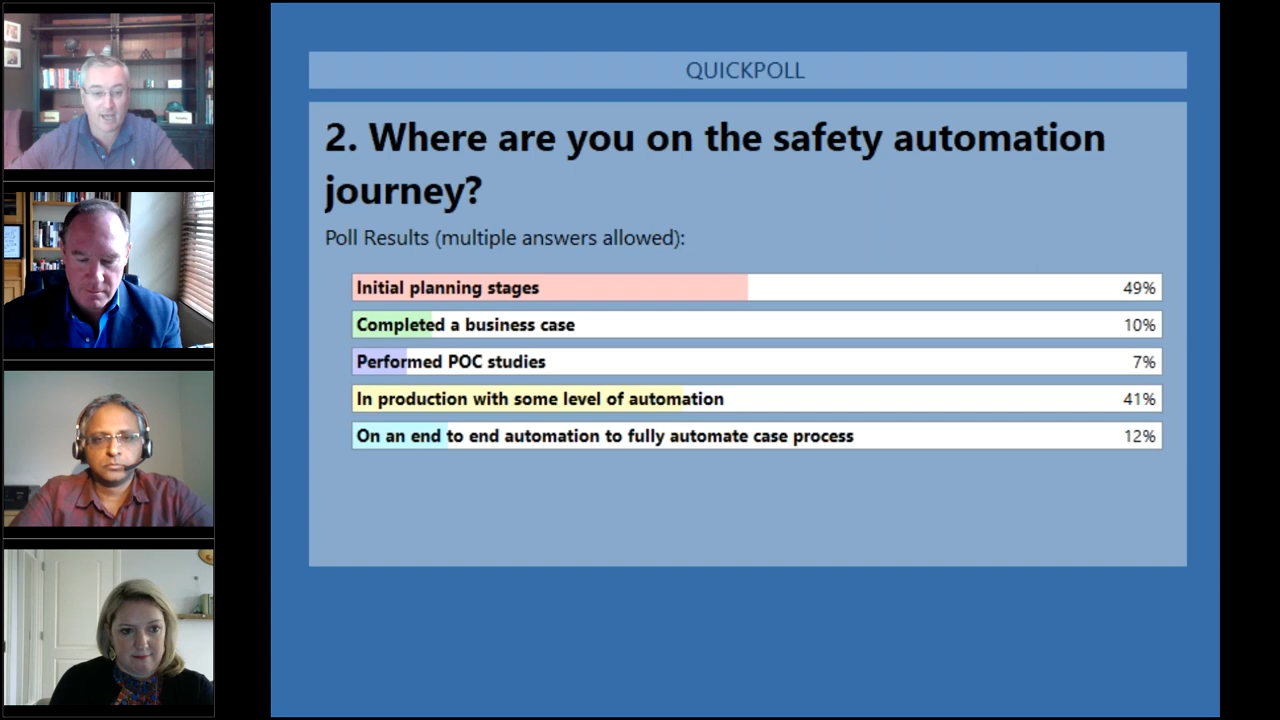 QUICKPOLL
2. Where are you on the safety automation
journey?
Poll Results (multiple answers allowed):
Initial planning stages 49%
Completed a business case 10%
Performed POC studies 7%
In production with some level of automation 41%
On an end to end automation to fully automate case process 12%